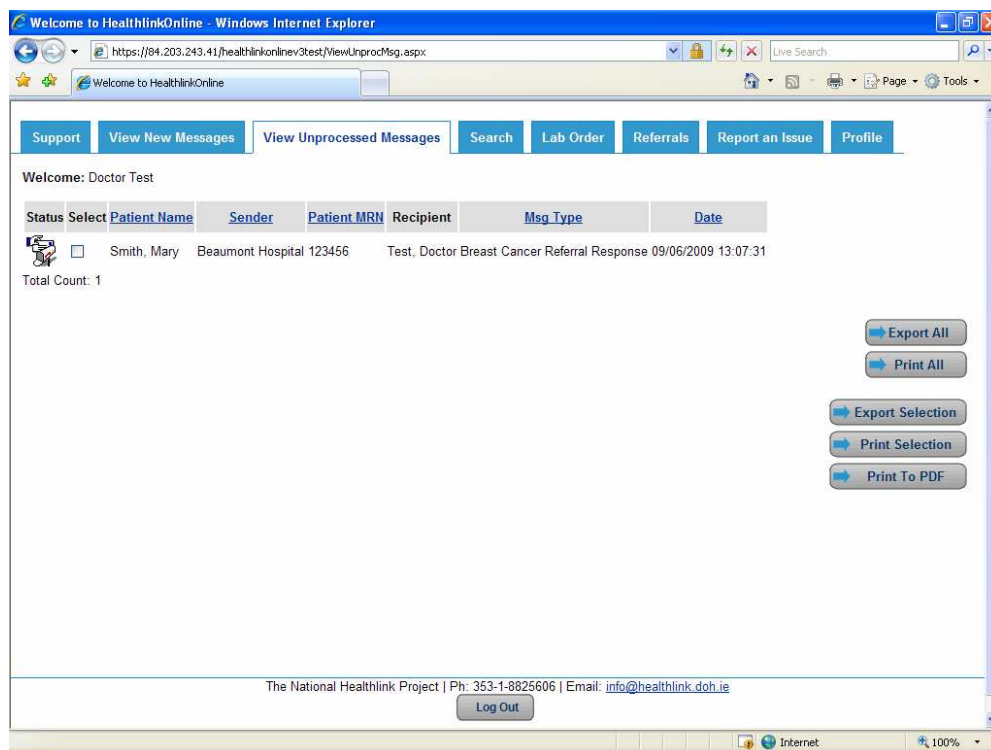 Welcome to HealthlinkOnline - Windows Internet Explorer
https://84.203.243.41/healthlinkonlinev3test/ViewUnprocMsg.aspx
Live Search
Welcome to HealthlinkOnline
Page
Tools
Support View New Messages View Unprocessed Messages Search Lab Order Referrals Report an Issue Profile
Welcome: Doctor Test
Status Select Patient Name Sender Patient MRN Recipient Msg Type Date
Smith, Mary Beaumont Hospital 123456 Test, Doctor Breast Cancer Referral Response 09/06/2009 13:07:31
Total Count: 1
Export All
Print All
Export Selection
Print Selection
Print To PDF
The National Healthlink Project | Ph: 353-1-8825606 | Email: info@healthlink.doh.ie
Log Out
Internet 100%